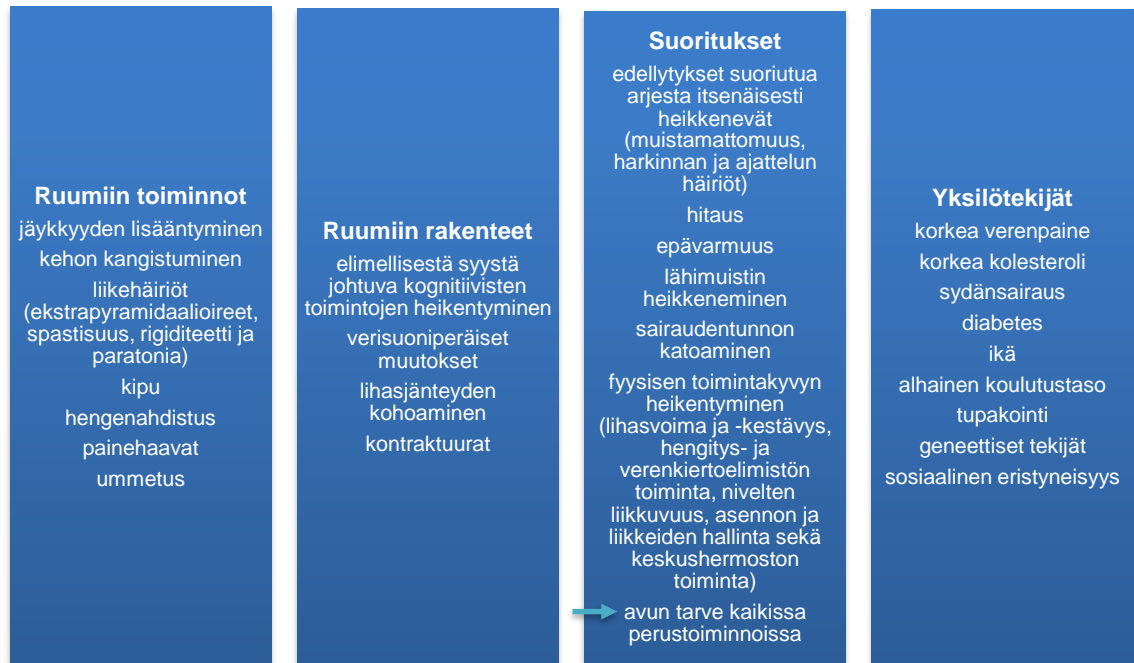 Ruumiin toiminnot
jäykkyyden lisääntyminen
kehon kangistuminen
liikehäiriöt
(ekstrapyramidaalioireet,
spastisuus, rigiditeetti ja
paratonia)
kipu
hengenahdistus
painehaavat
ummetus
Ruumiin rakenteet
elimellisestä syystä
johtuva kognitiivisten
toimintojen heikentyminen
verisuoniperäiset
muutokset
lihasjänteyden
kohoaminen
kontraktuurat
Suoritukset
edellytykset suoriutua
arjesta itsenäisesti
heikkenevät
(muistamattomuus,
harkinnan ja ajattelun
häiriöt)
hitaus
epävarmuus
lähimuistin
heikkeneminen
sairaudentunnon
katoaminen
fyysisen toimintakyvyn
heikentyminen
(lihasvoima ja -kestävys,
hengitys- ja
verenkiertoelimistön
toiminta, nivelten
liikkuvuus, asennon ja
liikkeiden hallinta sekä
keskushermoston
toiminta)
avun tarve kaikissa
perustoiminnoissa
Yksilötekijät
korkea verenpaine
korkea kolesteroli
sydänsairaus
diabetes
ikä
alhainen koulutustaso
tupakointi
geneettiset tekijät
sosiaalinen eristyneisyys